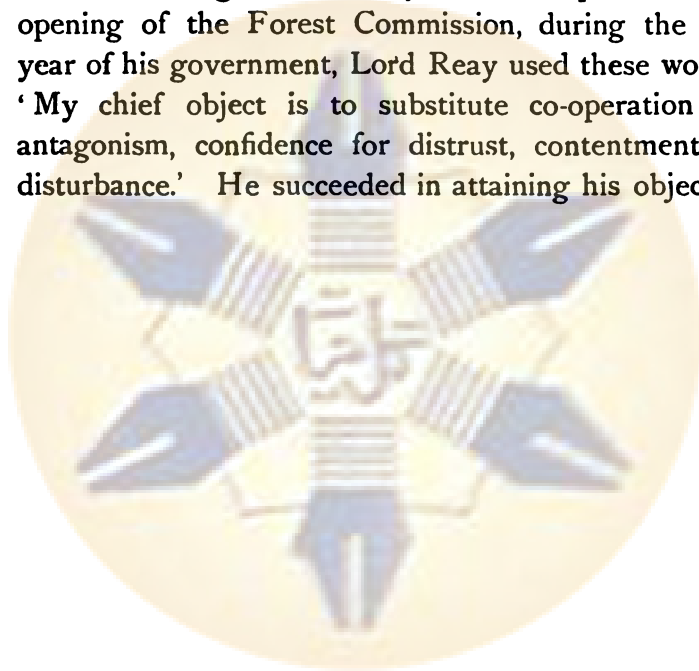 opening of the Forest Commission, during the
year of his government, Lord Reay used these wo
‘ My chief object is to substitute co-operation
antagonism, confidence for distrust, contentment
disturbance.’ He succeeded in attaining his objec